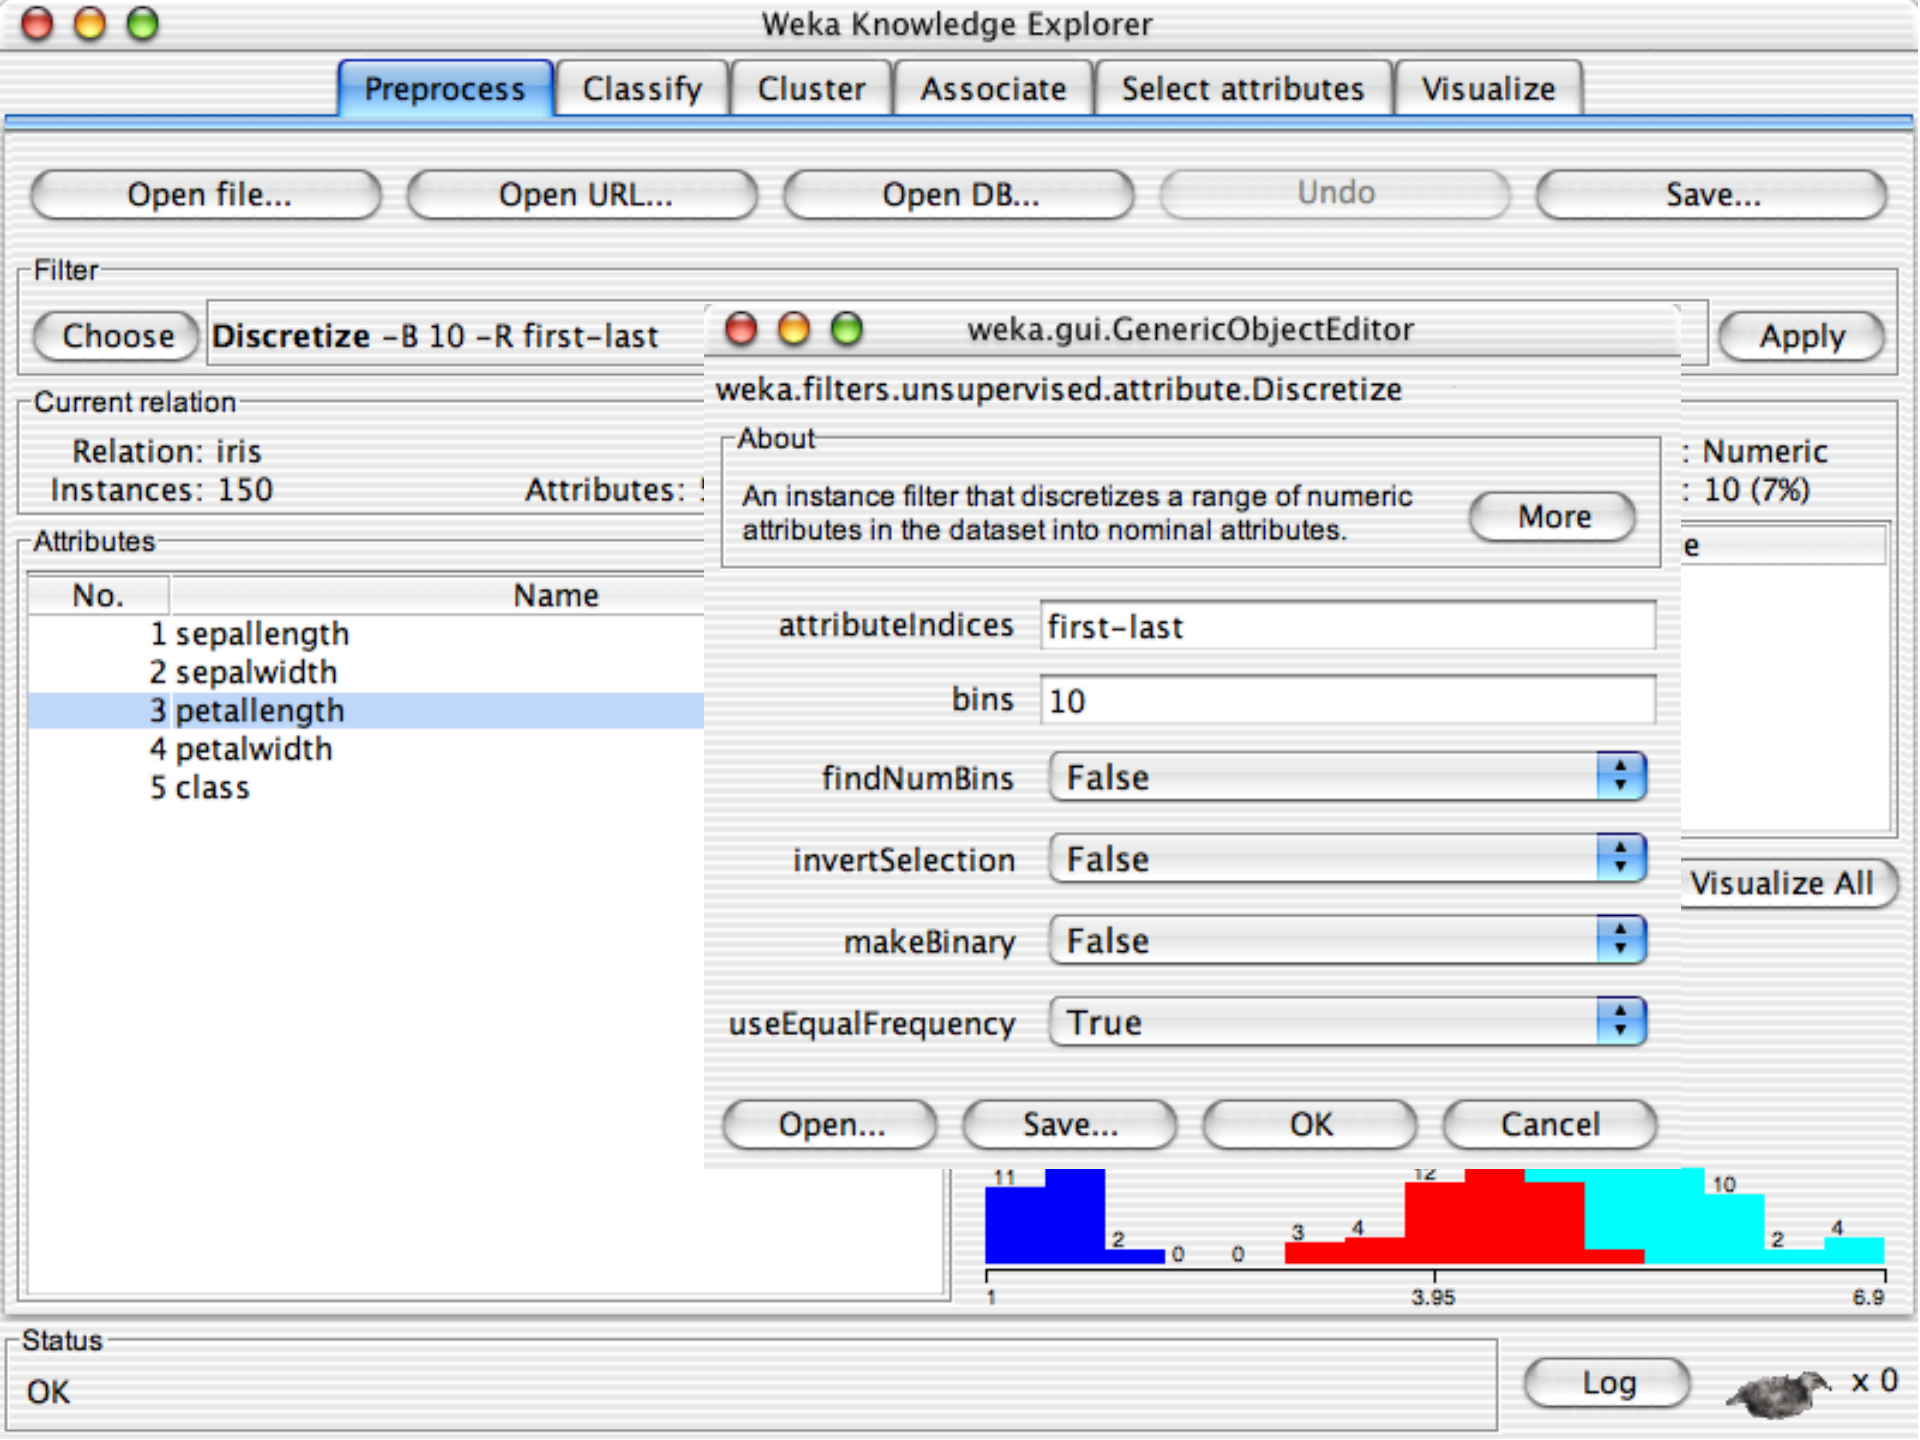 Weka Knowledge Explorer
Preprocess Classify Cluster Associate Select attributes Visualize
Open file... Open URL... Open DB... Undo Save...
Filter
Choose Discretize -B 10 -R first-last Apply
weka.gui.GenericObjectEditor
weka.filters.unsupervised.attribute.Discretize
About
An instance filter that discretizes a range of numeric
attributes in the dataset into nominal attributes.
More
attributeIndices first-last
bins 10
findNumBins False
invertSelection False
makeBinary False
useEqualFrequency True
Open... Save... OK Cancel
Current relation
Relation: iris
Instances: 150 Attributes:
: Numeric
: 10 (7%)
e
Attributes
No. Name
1 sepallength
2 sepalwidth
3 petallength
4 petalwidth
5 class
Visualize All
11 2 0 0 3 4 12 10 2 4
1 3.95 6.9
Status
OK
Log x 0